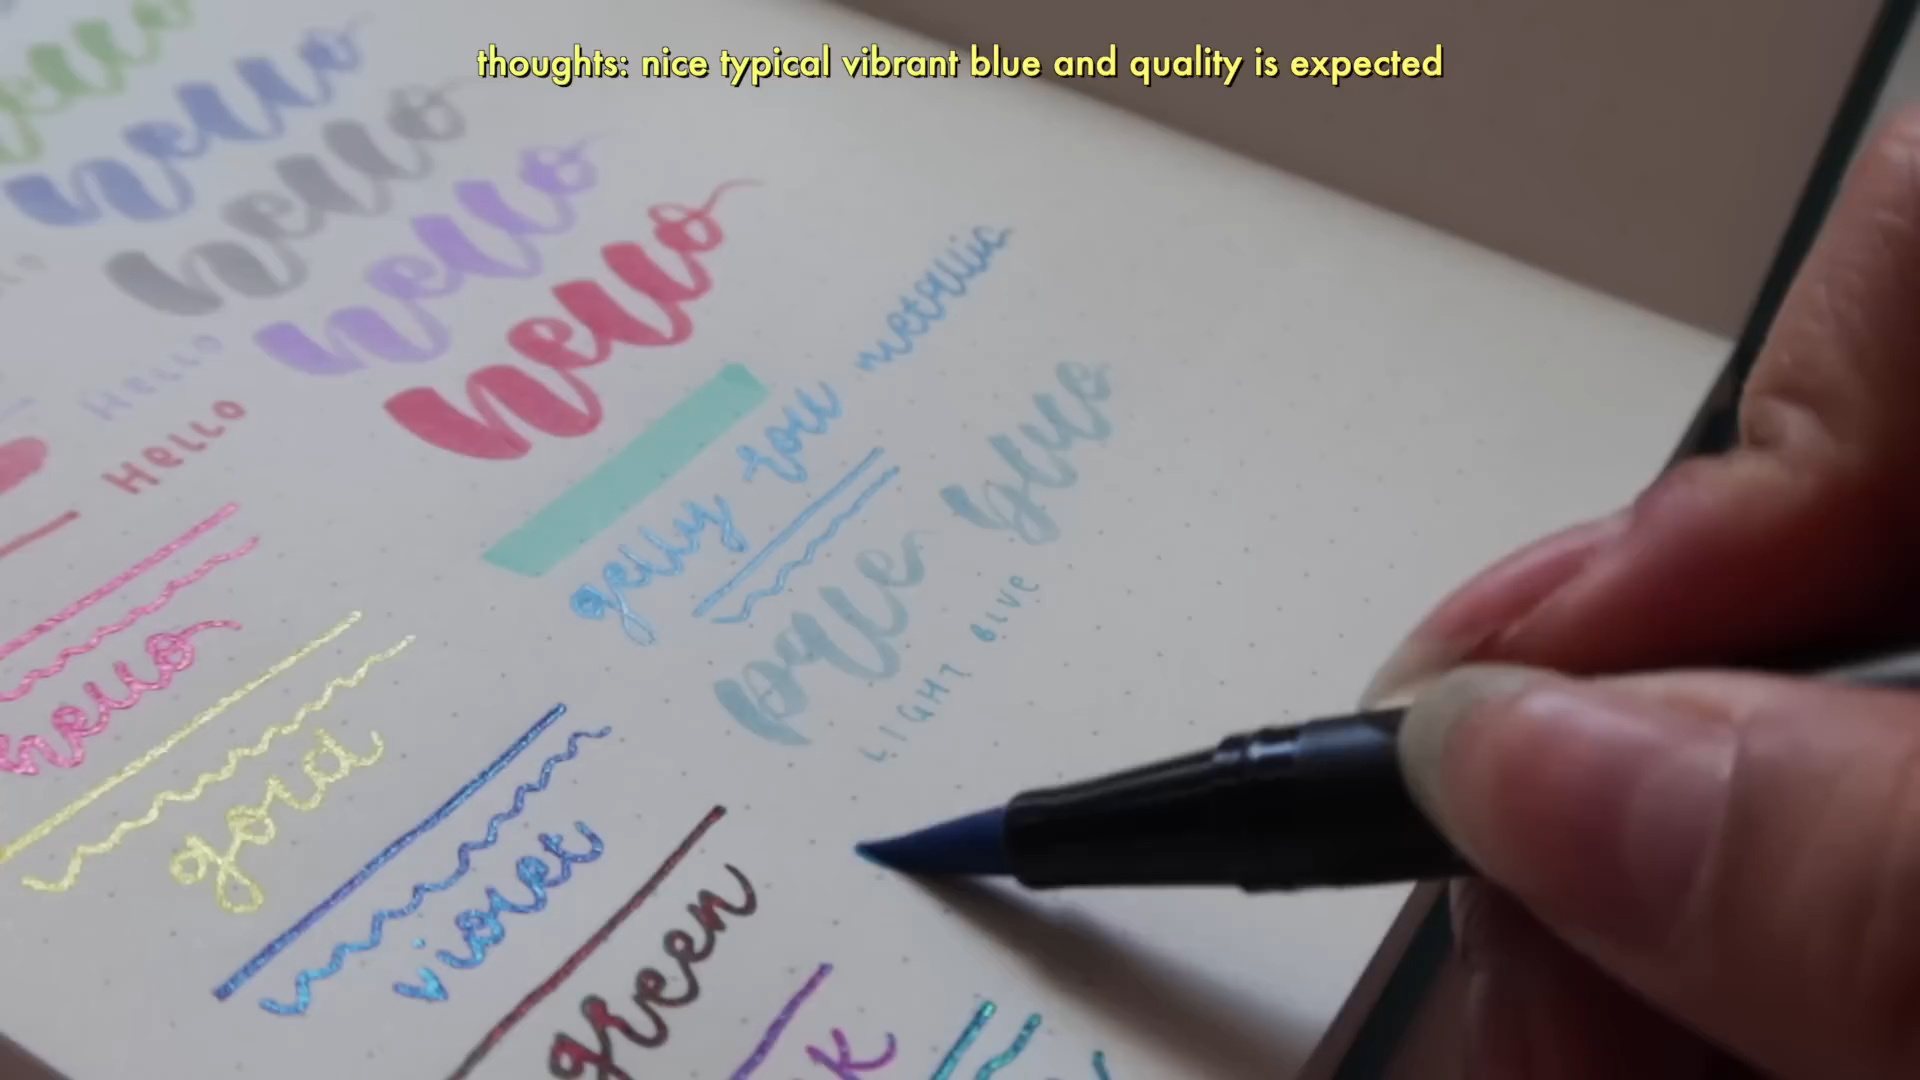 thoughts: nice typical vibrant blue and quality is expected
hello
hello
hello
hello
HELLO
HELLO
gelly roll metallic
pale blue
LIGHT BLUE
hello
gold
violet
green